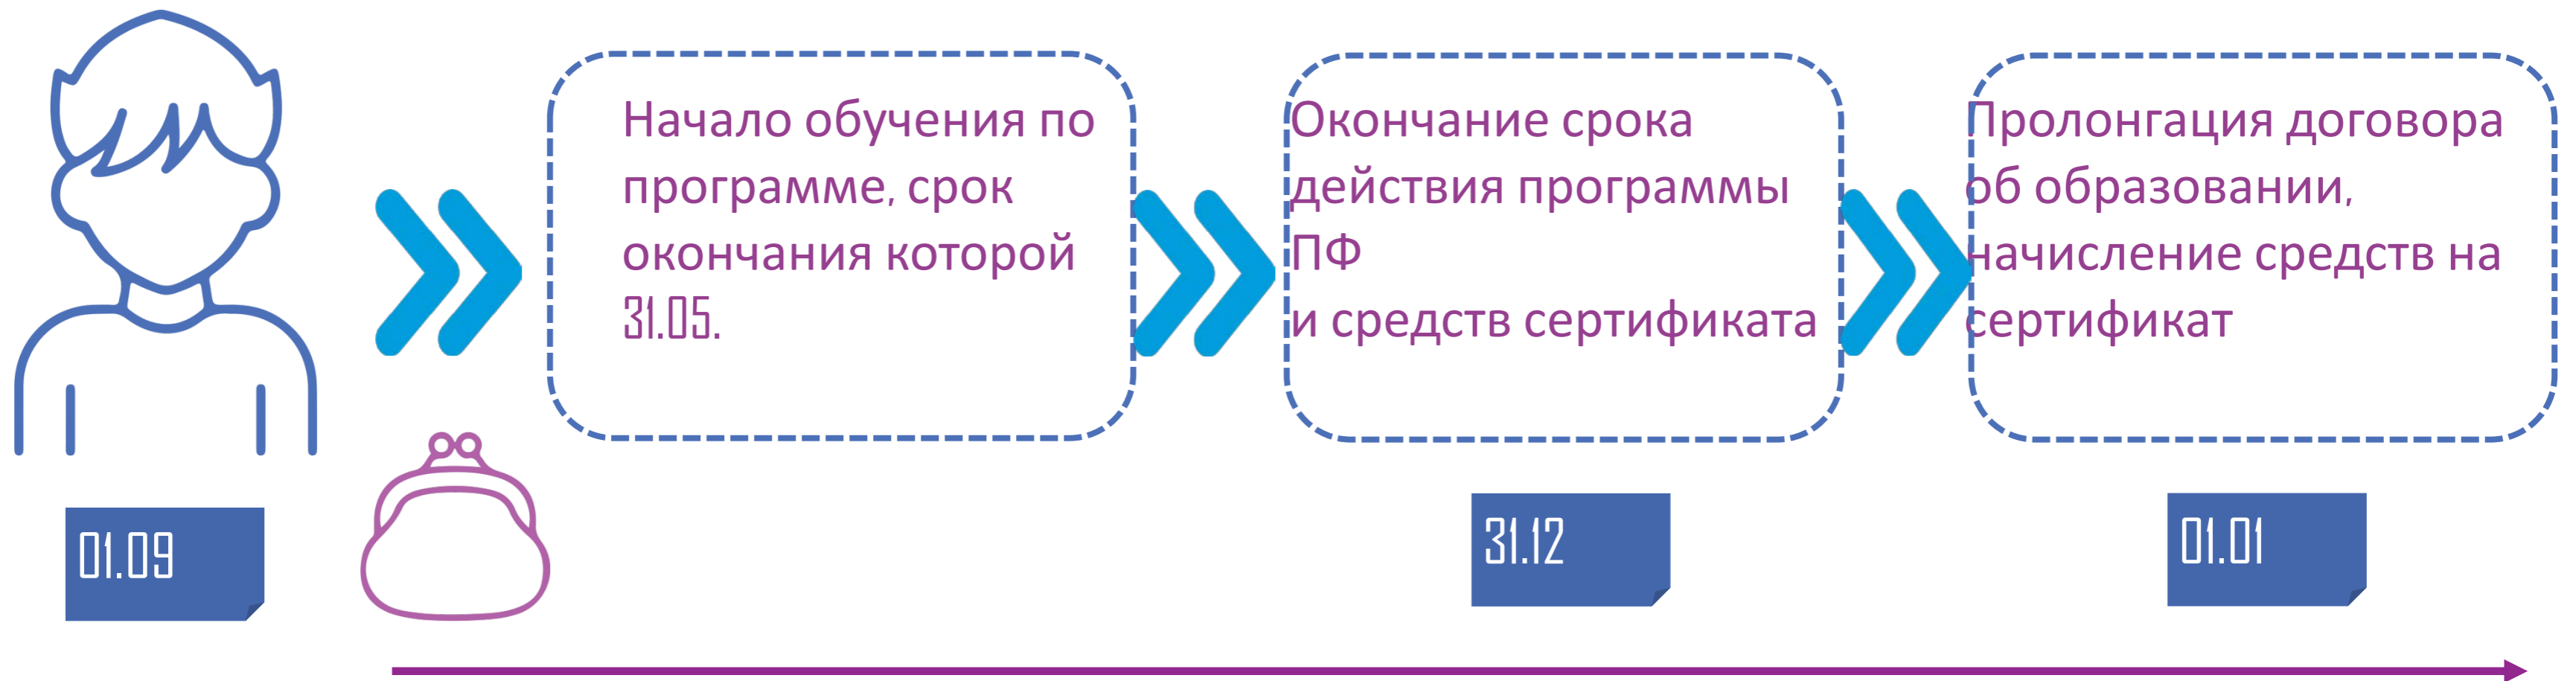 Начало обучения по
программе, срок
окончания которой
31.05.
Окончание срока
действия программы
ПФ
и средств сертификата
Пролонгация договора
об образовании,
начисление средств на
сертификат
01.09
31.12
01.01